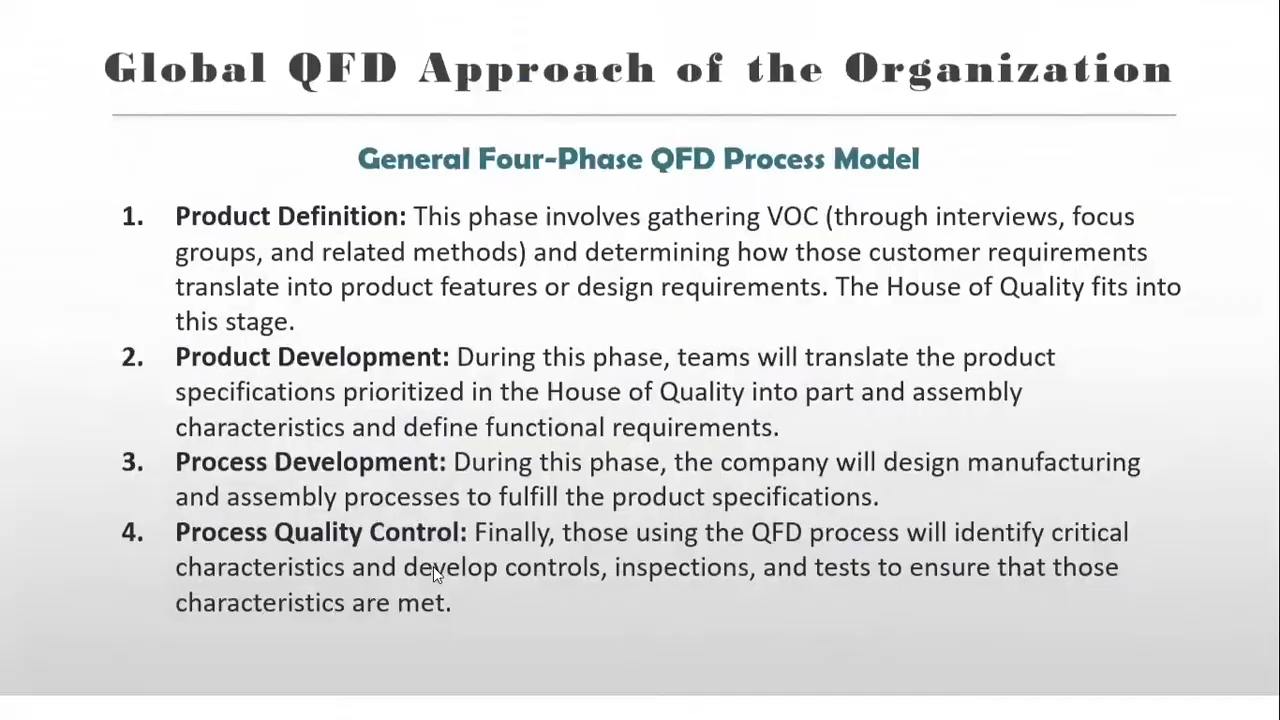 Global QFD Approach of the Organization
General Four-Phase QFD Process Model
1. Product Definition: This phase involves gathering VOC (through interviews, focus
groups, and related methods) and determining how those customer requirements
translate into product features or design requirements. The House of Quality fits into
this stage.
2. Product Development: During this phase, teams will translate the product
specifications prioritized in the House of Quality into part and assembly
characteristics and define functional requirements.
3. Process Development: During this phase, the company will design manufacturing
and assembly processes to fulfill the product specifications.
4. Process Quality Control: Finally, those using the QFD process will identify critical
characteristics and develop controls, inspections, and tests to ensure that those
characteristics are met.